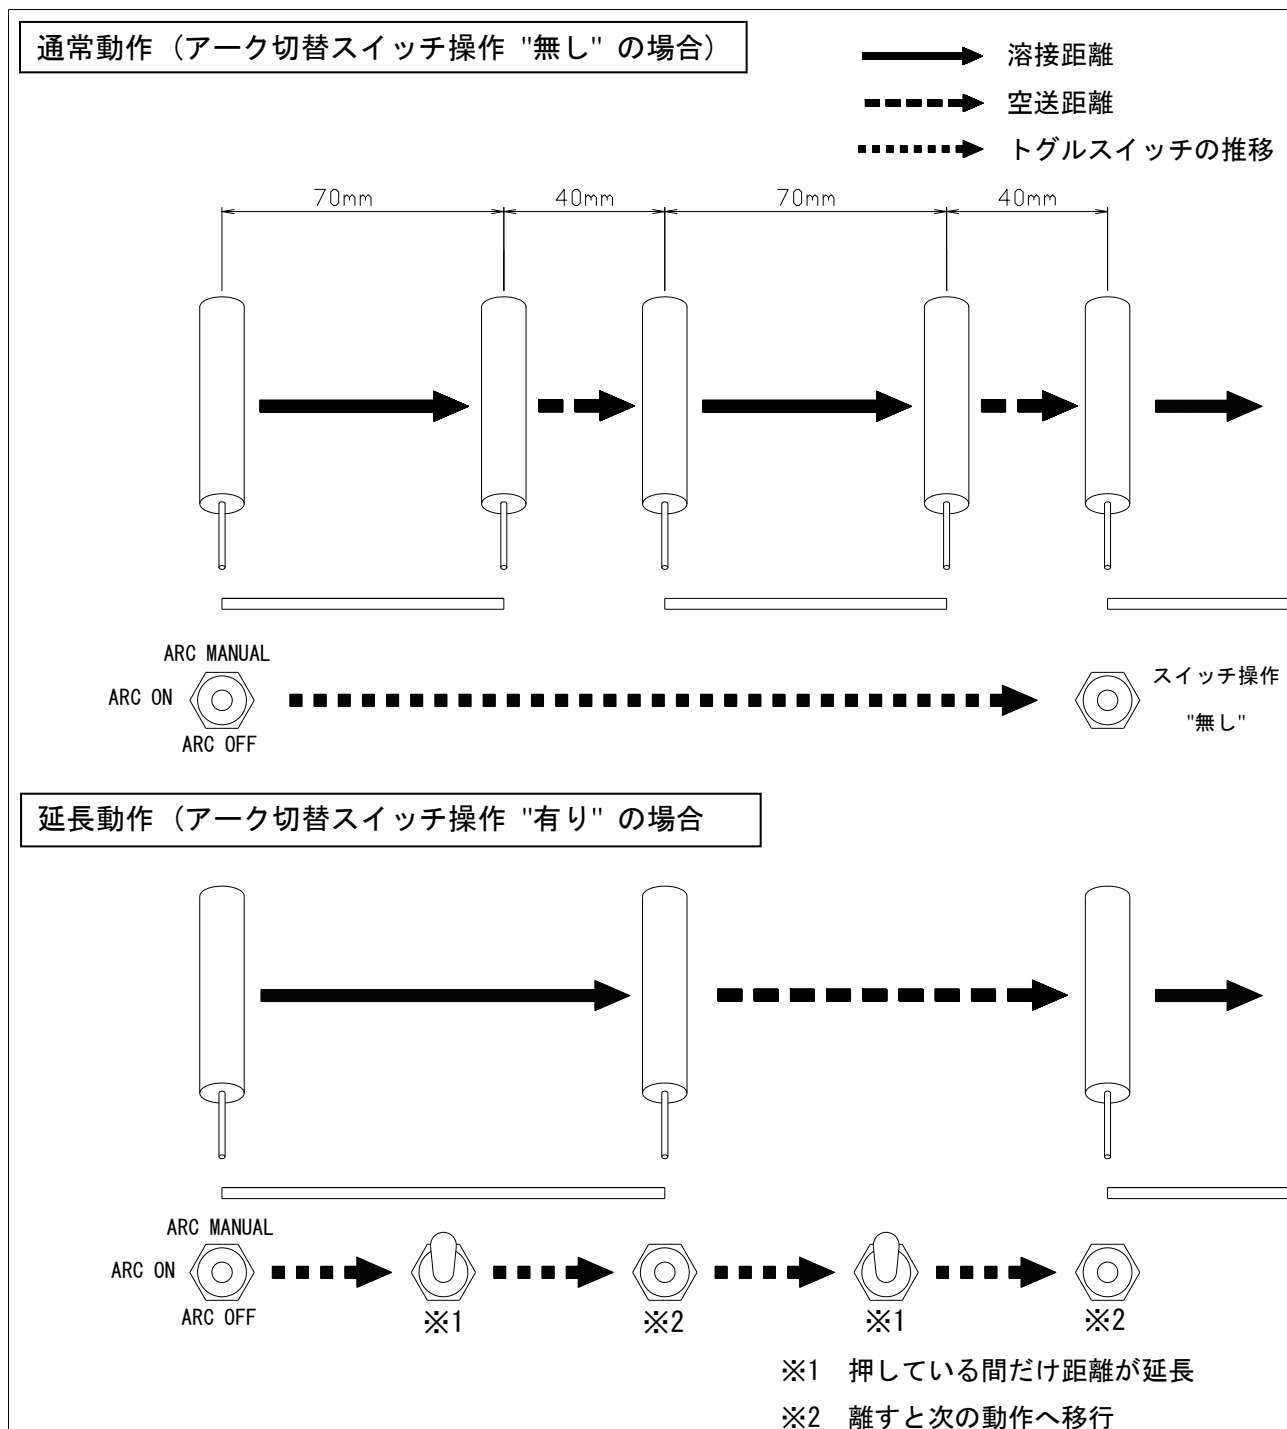 通常動作（アーク切替スイッチ操作 "無し" の場合）
溶接距離
空送距離
トグルスイッチの推移
70mm 40mm 70mm 40mm
ARC MANUAL
ARC ON
ARC OFF
スイッチ操作
"無し"
延長動作（アーク切替スイッチ操作 "有り" の場合
ARC MANUAL
ARC ON
ARC OFF
※1 ※2 ※1 ※2
※1 押している間だけ距離が延長
※2 離すと次の動作へ移行